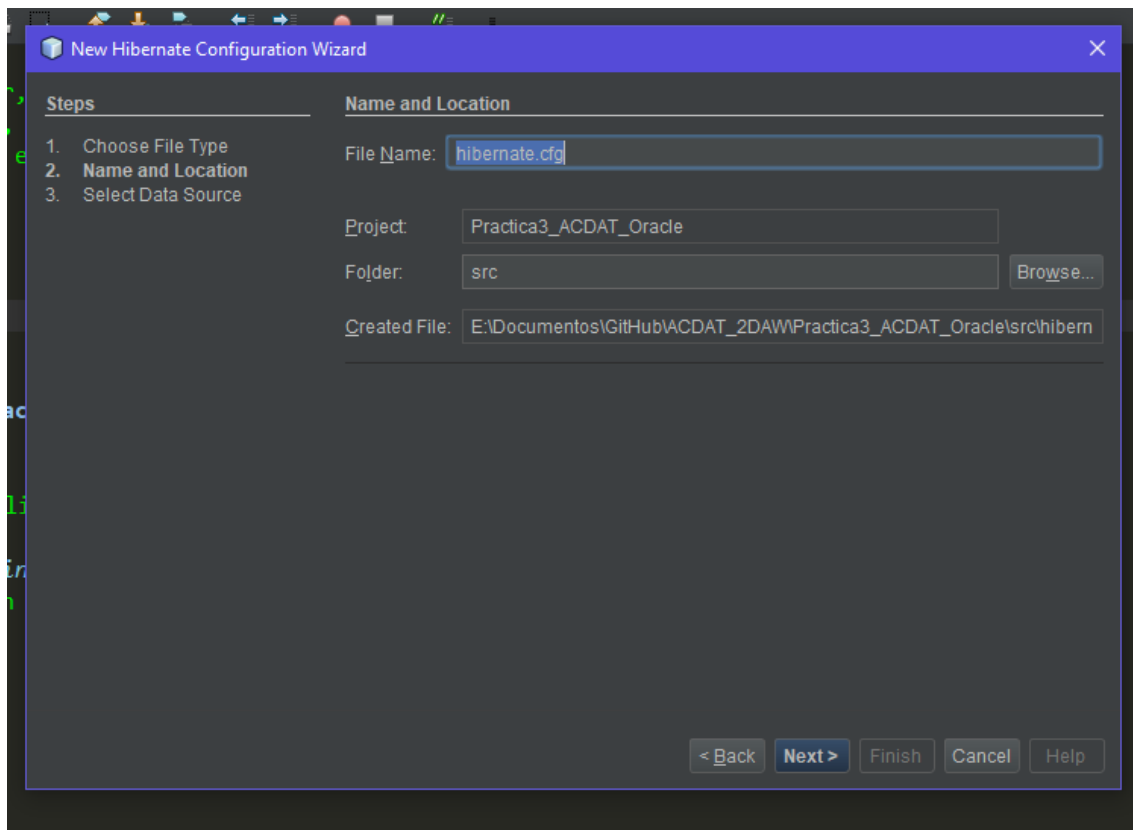 New Hibernate Configuration Wizard
Steps
1. Choose File Type
2. Name and Location
3. Select Data Source
Name and Location
File Name: hibernate.cfg
Project: Practica3_ACDAT_Oracle
Folder: src Browse...
Created File: E:\Documentos\GitHub\ACDAT_2DAW\Practica3_ACDAT_Oracle\src\hibern
< Back Next > Finish Cancel Help